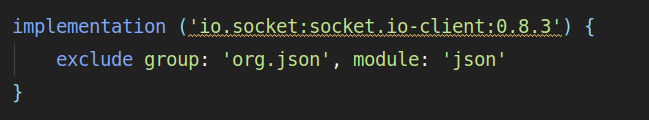 implementation ('io.socket:socket.io-client:0.8.3') {
    exclude group: 'org.json', module: 'json'
}